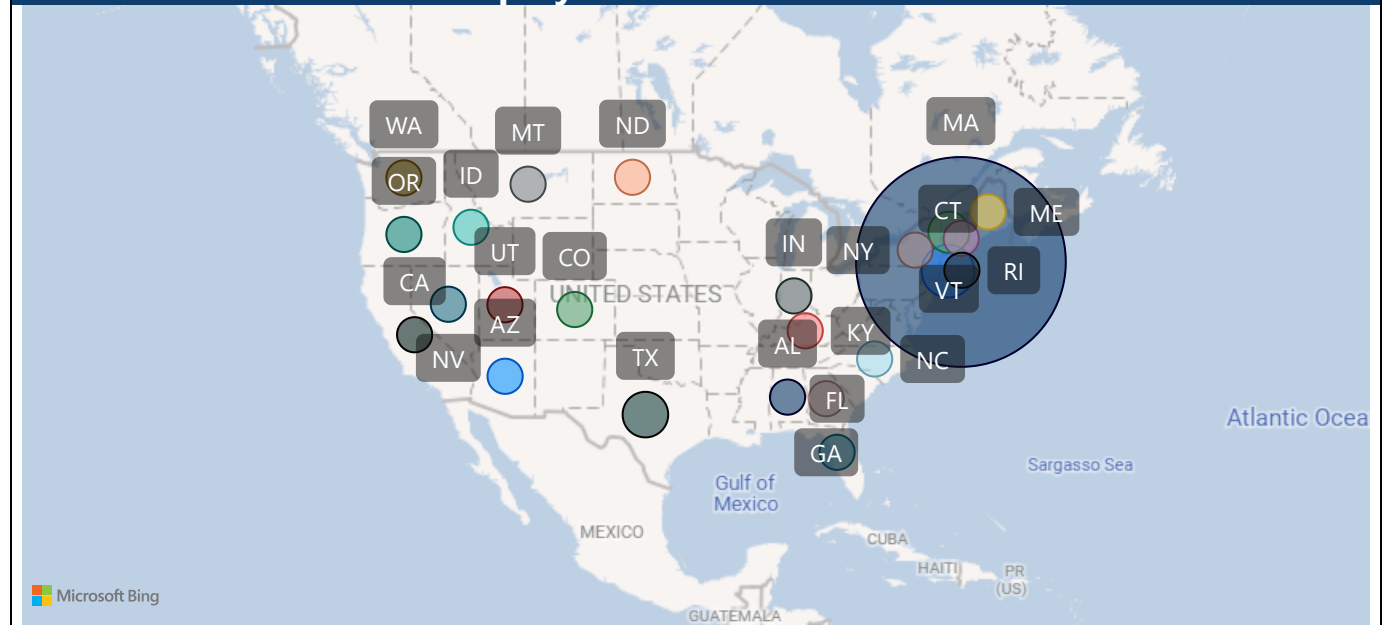 MA
WA
MT
ND
OR
ID
CT
ME
UT
CO
IN
NY
RI
CA
VT
UNITED STATES
AZ
NV
TX
AL
KY
NC
FL
GA
Atlantic Ocea
Sargasso Sea
Gulf of
Mexico
MEXICO
CUBA
HAITI
PR
(US)
Microsoft Bing
GUATEMALA